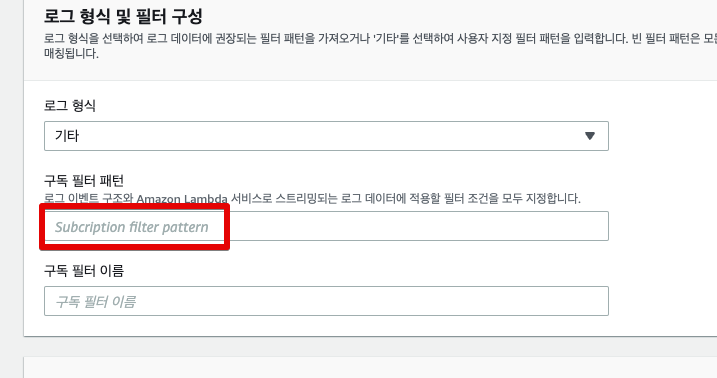 로그 형식 및 필터 구성
로그 형식을 선택하여 로그 데이터에 권장되는 필터 패턴을 가져오거나 '기타'를 선택하여 사용자 지정 필터 패턴을 입력합니다. 빈 필터 패턴은 모든
매칭됩니다.
로그 형식
기타
구독 필터 패턴
로그 이벤트 구조와 Amazon Lambda 서비스로 스트리밍되는 로그 데이터에 적용할 필터 조건을 모두 지정합니다.
Subcription filter pattern
구독 필터 이름
구독 필터 이름